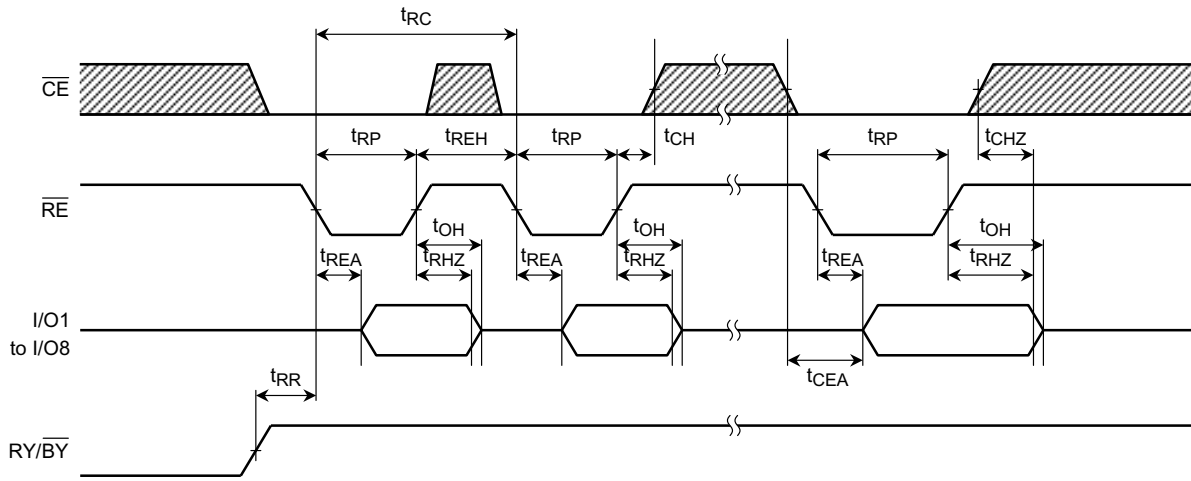 tRC
CE
tRP tREH tRP tCH tRP tCHZ
RE
tOH tOH tOH
tREA tRHZ tREA tRHZ tREA tRHZ
I/O1
to I/O8
tRR tCEA
RY/BY